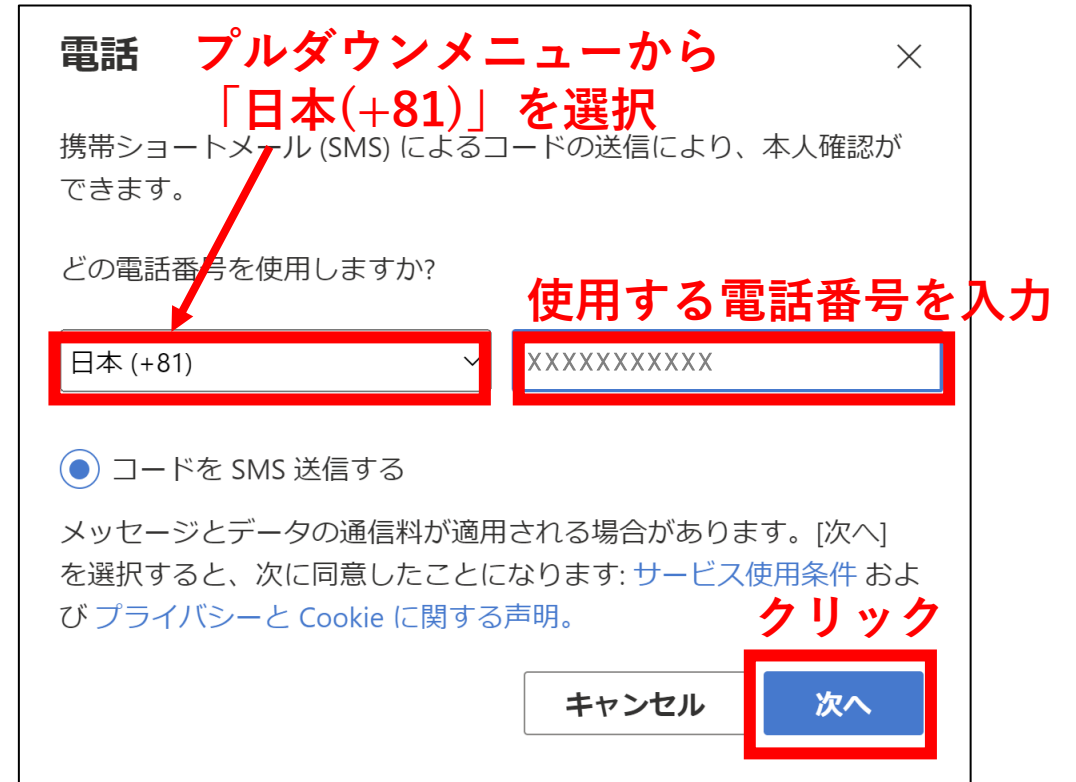 電話
プルダウンメニューから
「日本(+81)」を選択
携帯ショートメール (SMS) によるコードの送信により、本人確認が
できます。
どの電話番号を使用しますか?
使用する電話番号を入力
日本 (+81)
XXXXXXXXXXX
コードを SMS 送信する
メッセージとデータの通信料が適用される場合があります。[次へ]
を選択すると、次に同意したことになります: サービス使用条件 およ
び プライバシーと Cookie に関する声明。
クリック
キャンセル
次へ